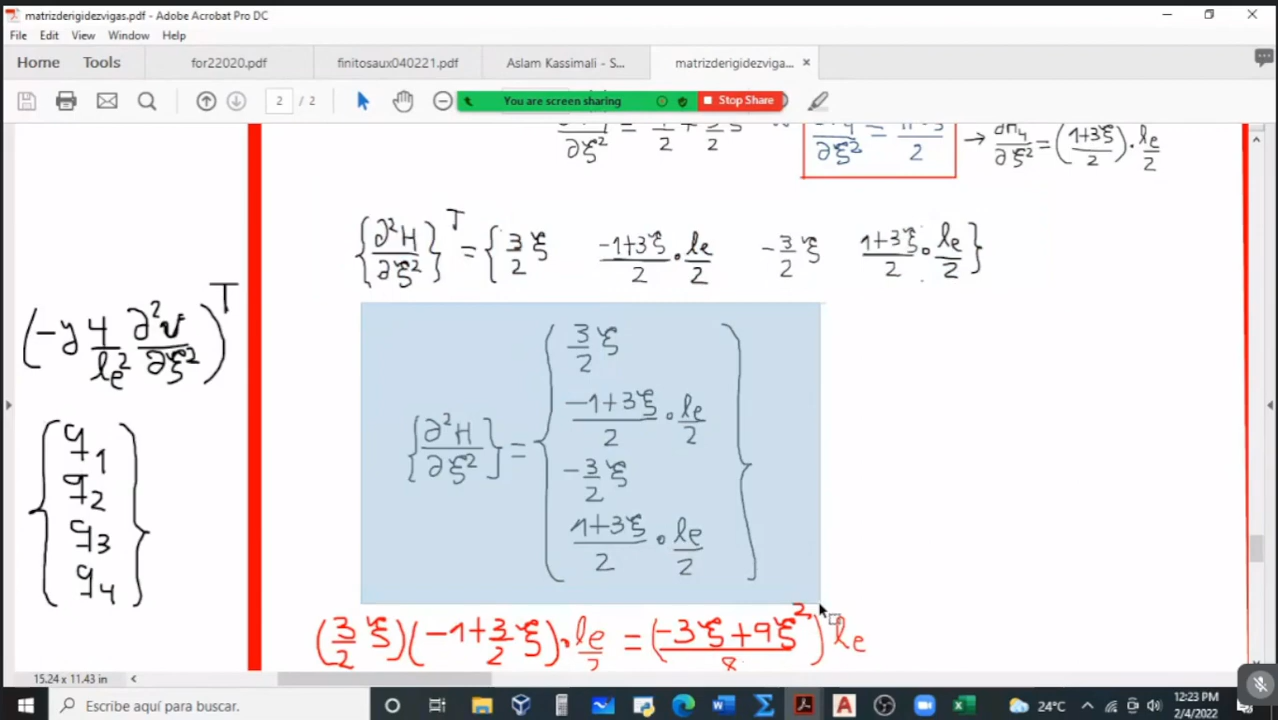 matrizderigidezvigas.pdf - Adobe Acrobat Pro DC
File Edit View Window Help
Home Tools for22020.pdf finitosaux040221.pdf Aslam Kassimali - S... matrizderigidezviga... ×
2 / 2 You are screen sharing Stop Share
∂ξ² = 1/2 + 3/2 ξ ∂ξ² = 2 → ∂H₄/∂ξ² = ((1+3ξ)/2) · le/2
{∂²H/∂ξ²}ᵀ = {3/2 ξ (-1+3ξ)/2 · le/2 -3/2 ξ (1+3ξ)/2 · le/2}
(-y 4/le² ∂²v/∂ξ²)ᵀ
{q₁
q₂
q₃
q₄}
{∂²H/∂ξ²} = {3/2 ξ
(-1+3ξ)/2 · le/2
-3/2 ξ
(1+3ξ)/2 · le/2}
(3/2 ξ)(-1+3ξ/2) · le/2 = ((-3ξ+9ξ²)/8) le
15.24 x 11.43 in
Escribe aquí para buscar.
24°C
12:23 PM
2/4/2022